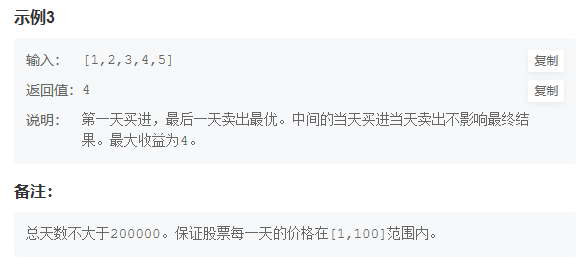 示例3
输入: [1,2,3,4,5] 复制
返回值: 4 复制
说明: 第一天买进，最后一天卖出最优。中间的当天买进当天卖出不影响最终结
果。最大收益为4。
备注：
总天数不大于200000。保证股票每一天的价格在[1,100]范围内。